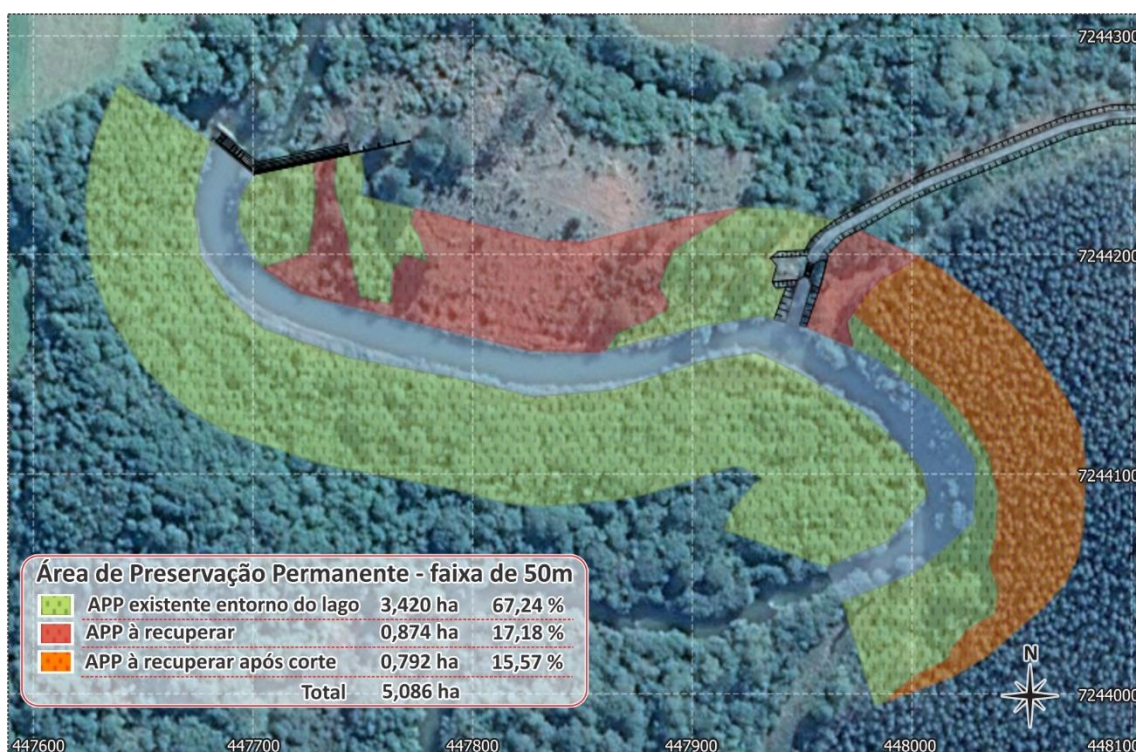 7244300
7244200
7244100
Área de Preservação Permanente - faixa de 50m
APP existente entorno do lago 3,420 ha 67,24 %
APP à recuperar 0,874 ha 17,18 %
APP à recuperar após corte 0,792 ha 15,57 %
Total 5,086 ha
N
7244000
447600 447700 447800 447900 448000 448100